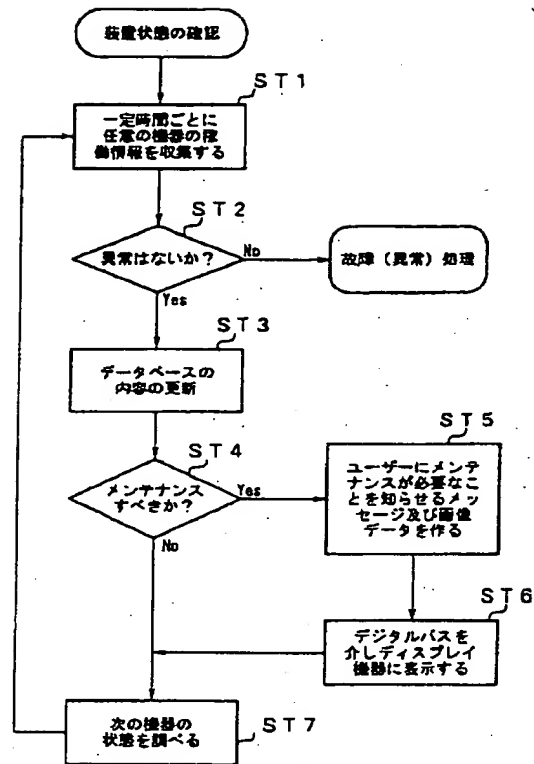 装置状態の確認
ST1
一定時間ごとに
任意の機器の稼
働情報を収集する
ST2
異常はないか?
No
故障(異常)処理
Yes
ST3
データベースの
内容の更新
ST4
メンテナンス
すべきか?
Yes
No
ST5
ユーザーにメンテ
ナンスが必要なこ
とを知らせるメッ
セージ及び画像
データを作る
ST6
デジタルバスを
介しディスプレイ
機器に表示する
次の機器の
状態を調べる
ST7